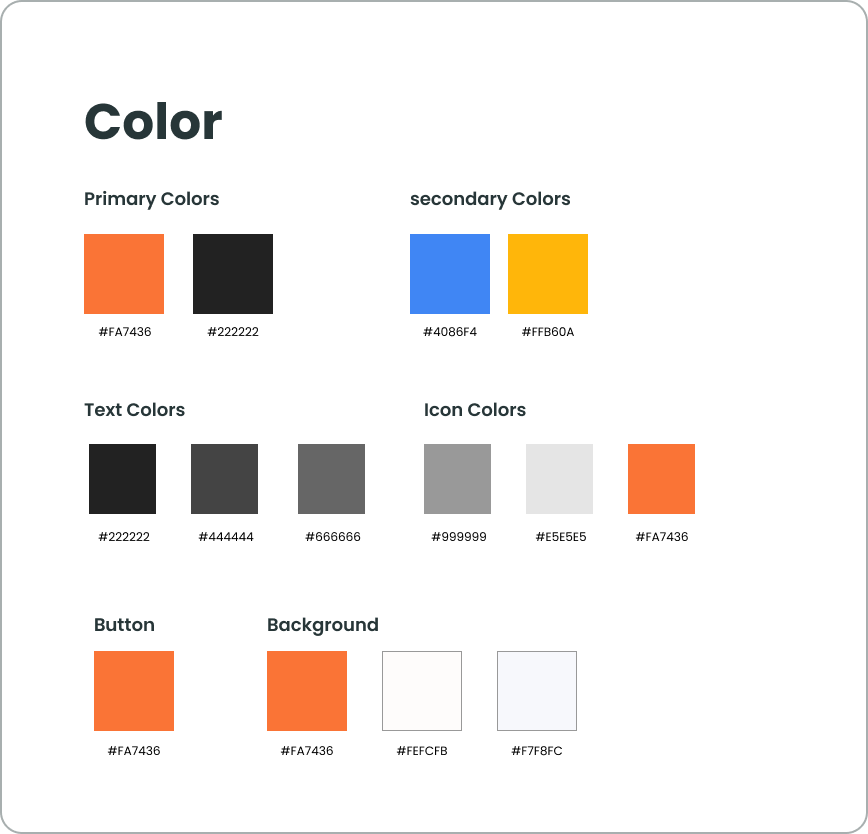 Color
Primary Colors
#FA7436 #222222
secondary Colors
#4086F4 #FFB60A
Text Colors
#222222 #444444 #666666
Icon Colors
#999999 #E5E5E5 #FA7436
Button
#FA7436
Background
#FA7436 #FEFCFB #F7F8FC